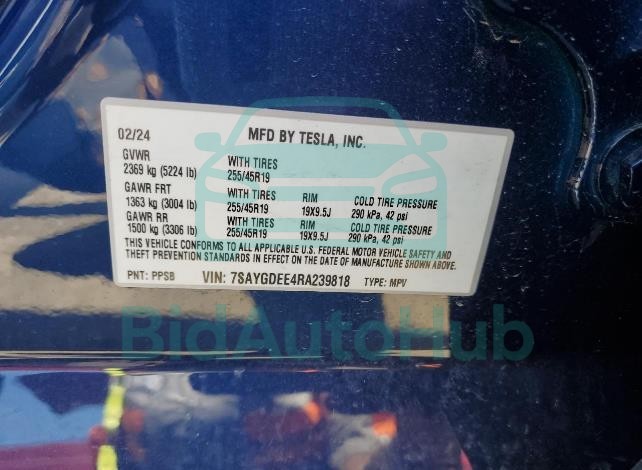 02/24 MFD BY TESLA, INC.
GVWR WITH TIRES
2369 kg (5224 lb) 255/45R19
GAWR FRT WITH TIRES RIM COLD TIRE PRESSURE
1363 kg (3004 lb) 255/45R19 19X9.5J 290 kPa, 42 psi
GAWR RR WITH TIRES RIM COLD TIRE PRESSURE
1500 kg (3306 lb) 255/45R19 19X9.5J 290 kPa, 42 psi
THIS VEHICLE CONFORMS TO ALL APPLICABLE U.S. FEDERAL MOTOR VEHICLE SAFETY AND
THEFT PREVENTION STANDARDS IN EFFECT ON THE DATE OF MANUFACTURE SHOWN ABOVE.
PNT: PPSB VIN: 7SAYGDEE4RA239818 TYPE: MPV
BidAutoHub